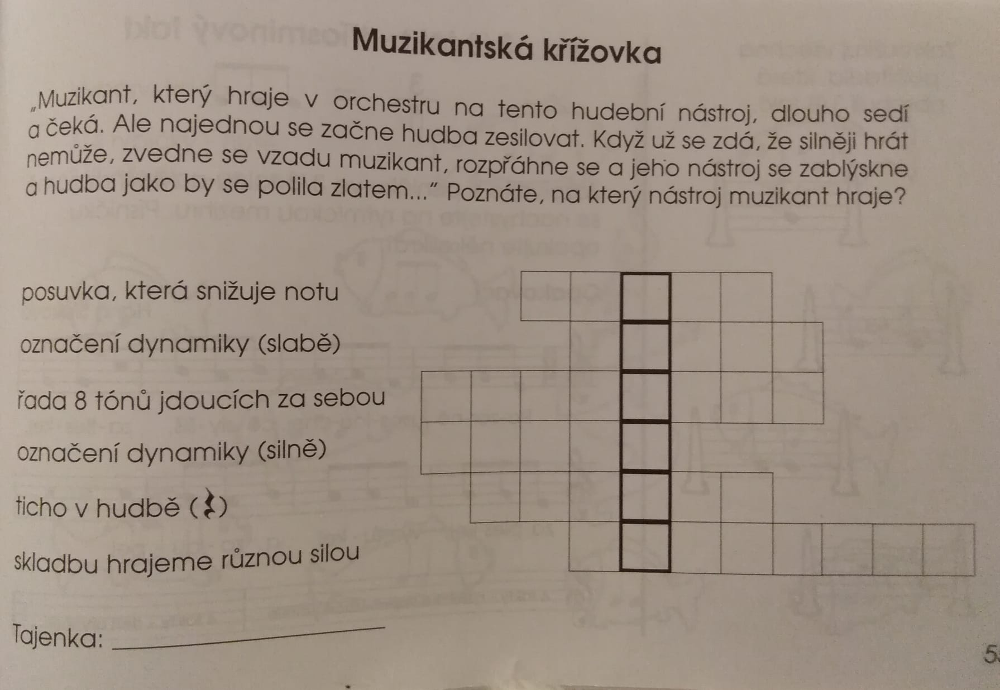 Muzikantská křížovka
„Muzikant, který hraje v orchestru na tento hudební nástroj, dlouho sedí
a čeká. Ale najednou se začne hudba zesilovat. Když už se zdá, že silněji hrát
nemůže, zvedne se vzadu muzikant, rozpřáhne se a jeho nástroj se zablýskne
a hudba jako by se polila zlatem...“ Poznáte, na který nástroj muzikant hraje?
posuvka, která snižuje notu
označení dynamiky (slabě)
řada 8 tónů jdoucích za sebou
označení dynamiky (silně)
ticho v hudbě (𝄽)
skladbu hrajeme různou silou
Tajenka: